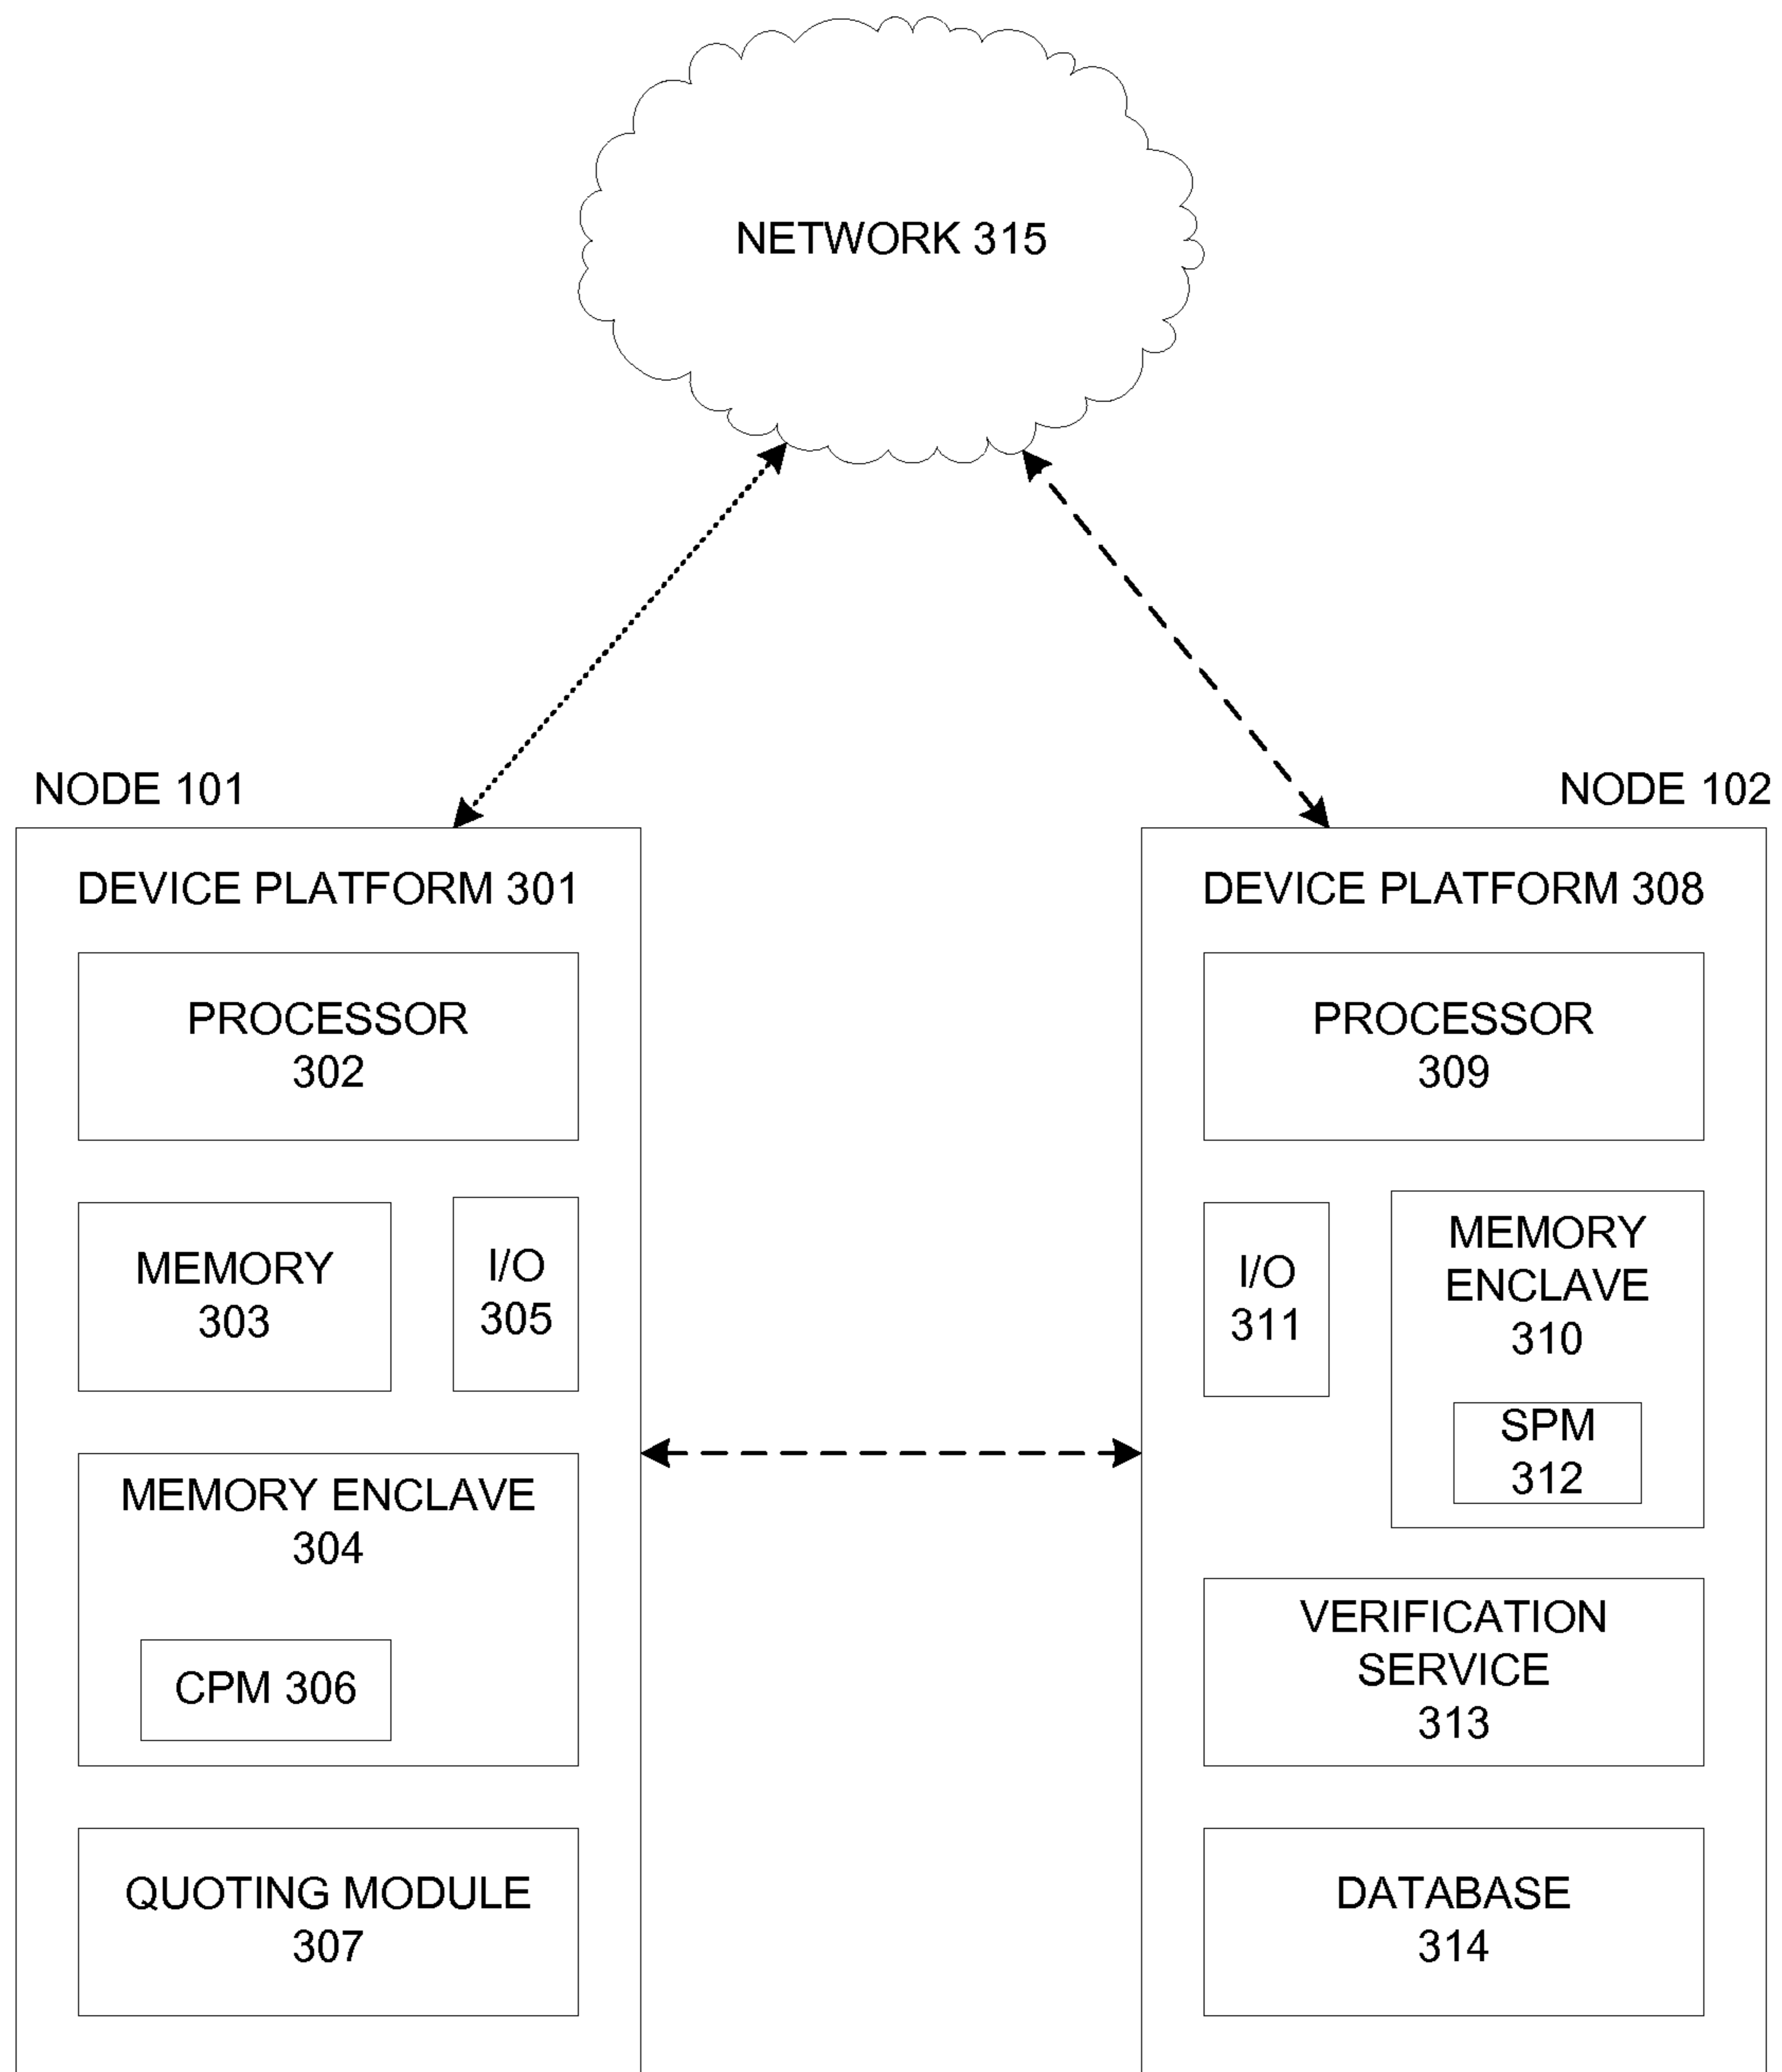 NETWORK 315
NODE 101
DEVICE PLATFORM 301
PROCESSOR
302
MEMORY
303
I/O
305
MEMORY ENCLAVE
304
CPM 306
QUOTING MODULE
307
NODE 102
DEVICE PLATFORM 308
PROCESSOR
309
I/O
311
MEMORY
ENCLAVE
310
SPM
312
VERIFICATION
SERVICE
313
DATABASE
314